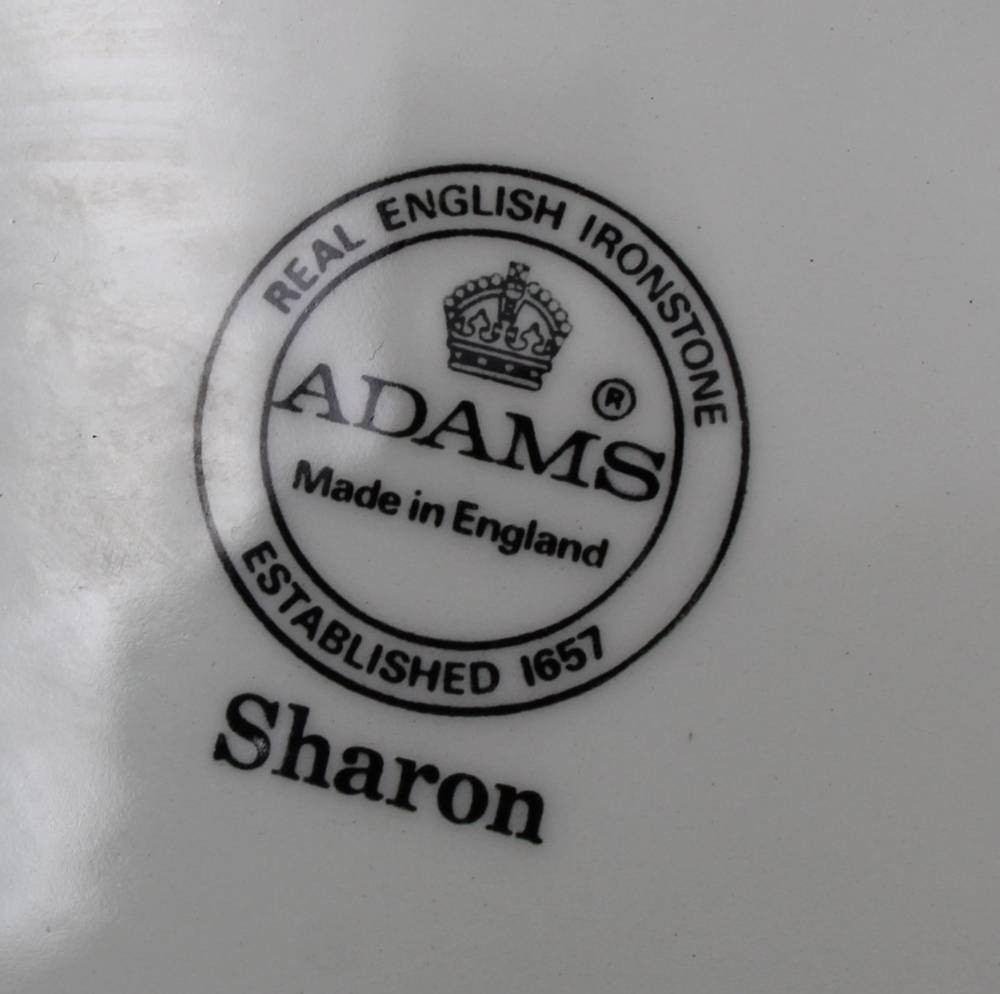 REAL ENGLISH IRONSTONE
ADAMS ®
Made in England
ESTABLISHED 1657
Sharon